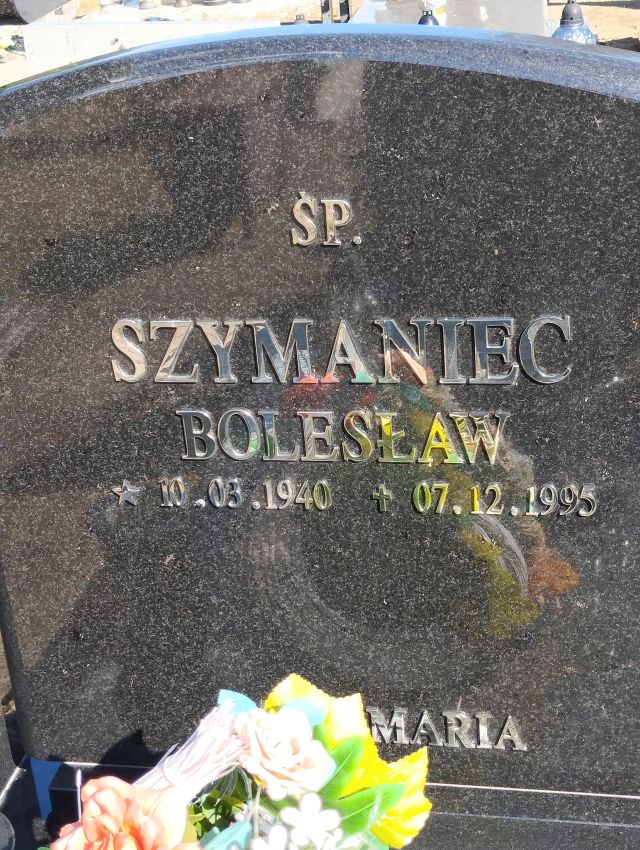 ŚP.
SZYMANIEC
BOLESŁAW
10.03.1940 07.12.1995
MARIA